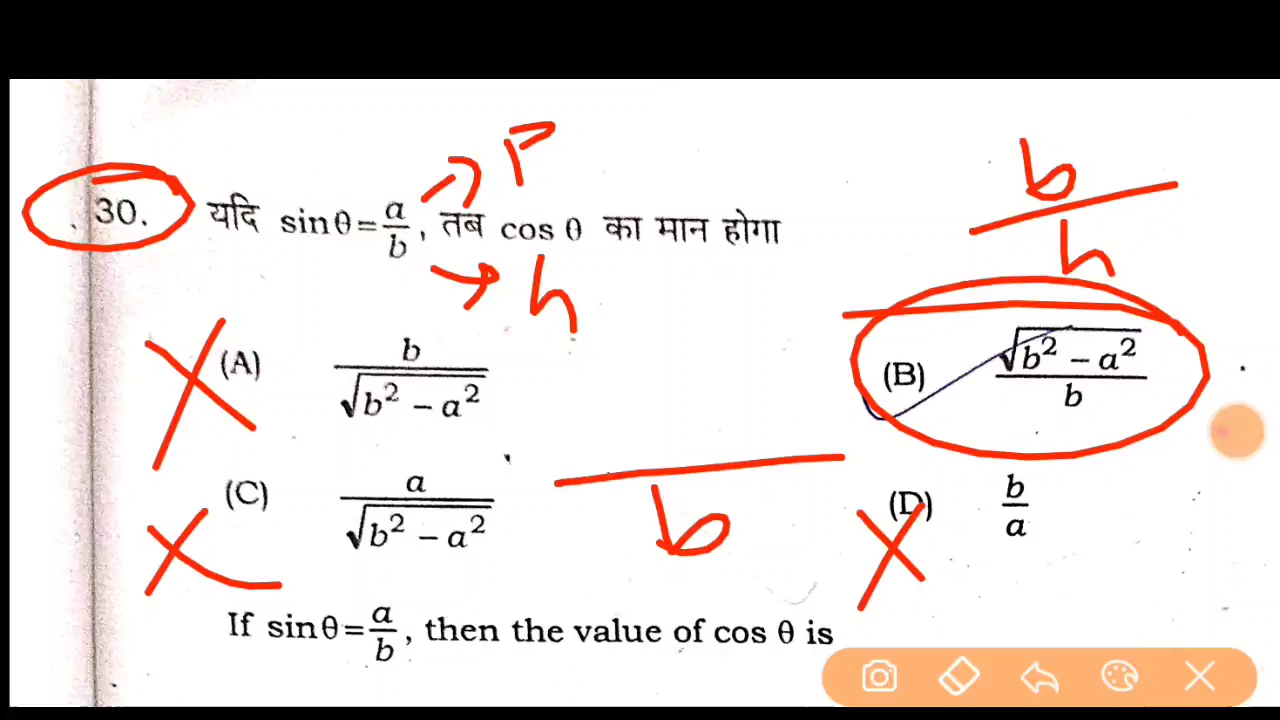 P
b
30. यदि sinθ=a/b, तब cos θ का मान होगा
h
h
(A) b/√(b² − a²)
(B) √(b² − a²)/b
(C) a/√(b² − a²)
(D) b/a
b
If sinθ=a/b, then the value of cos θ is